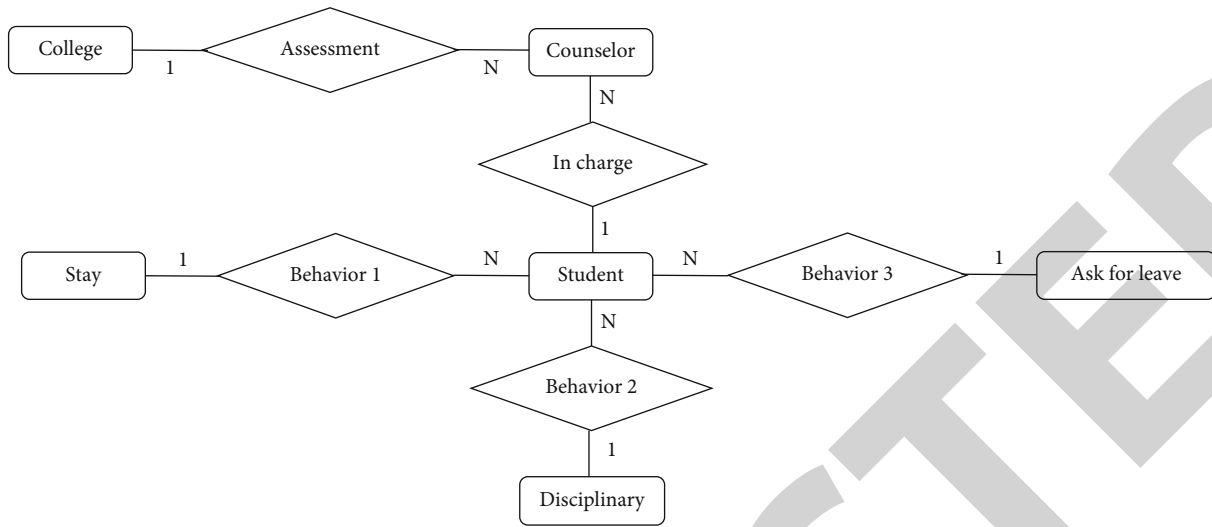 College
1
Assessment
N
Counselor
N
In charge
1
Stay
1
Behavior 1
N
Student
N
Behavior 3
1
Ask for leave
N
Behavior 2
1
Disciplinary